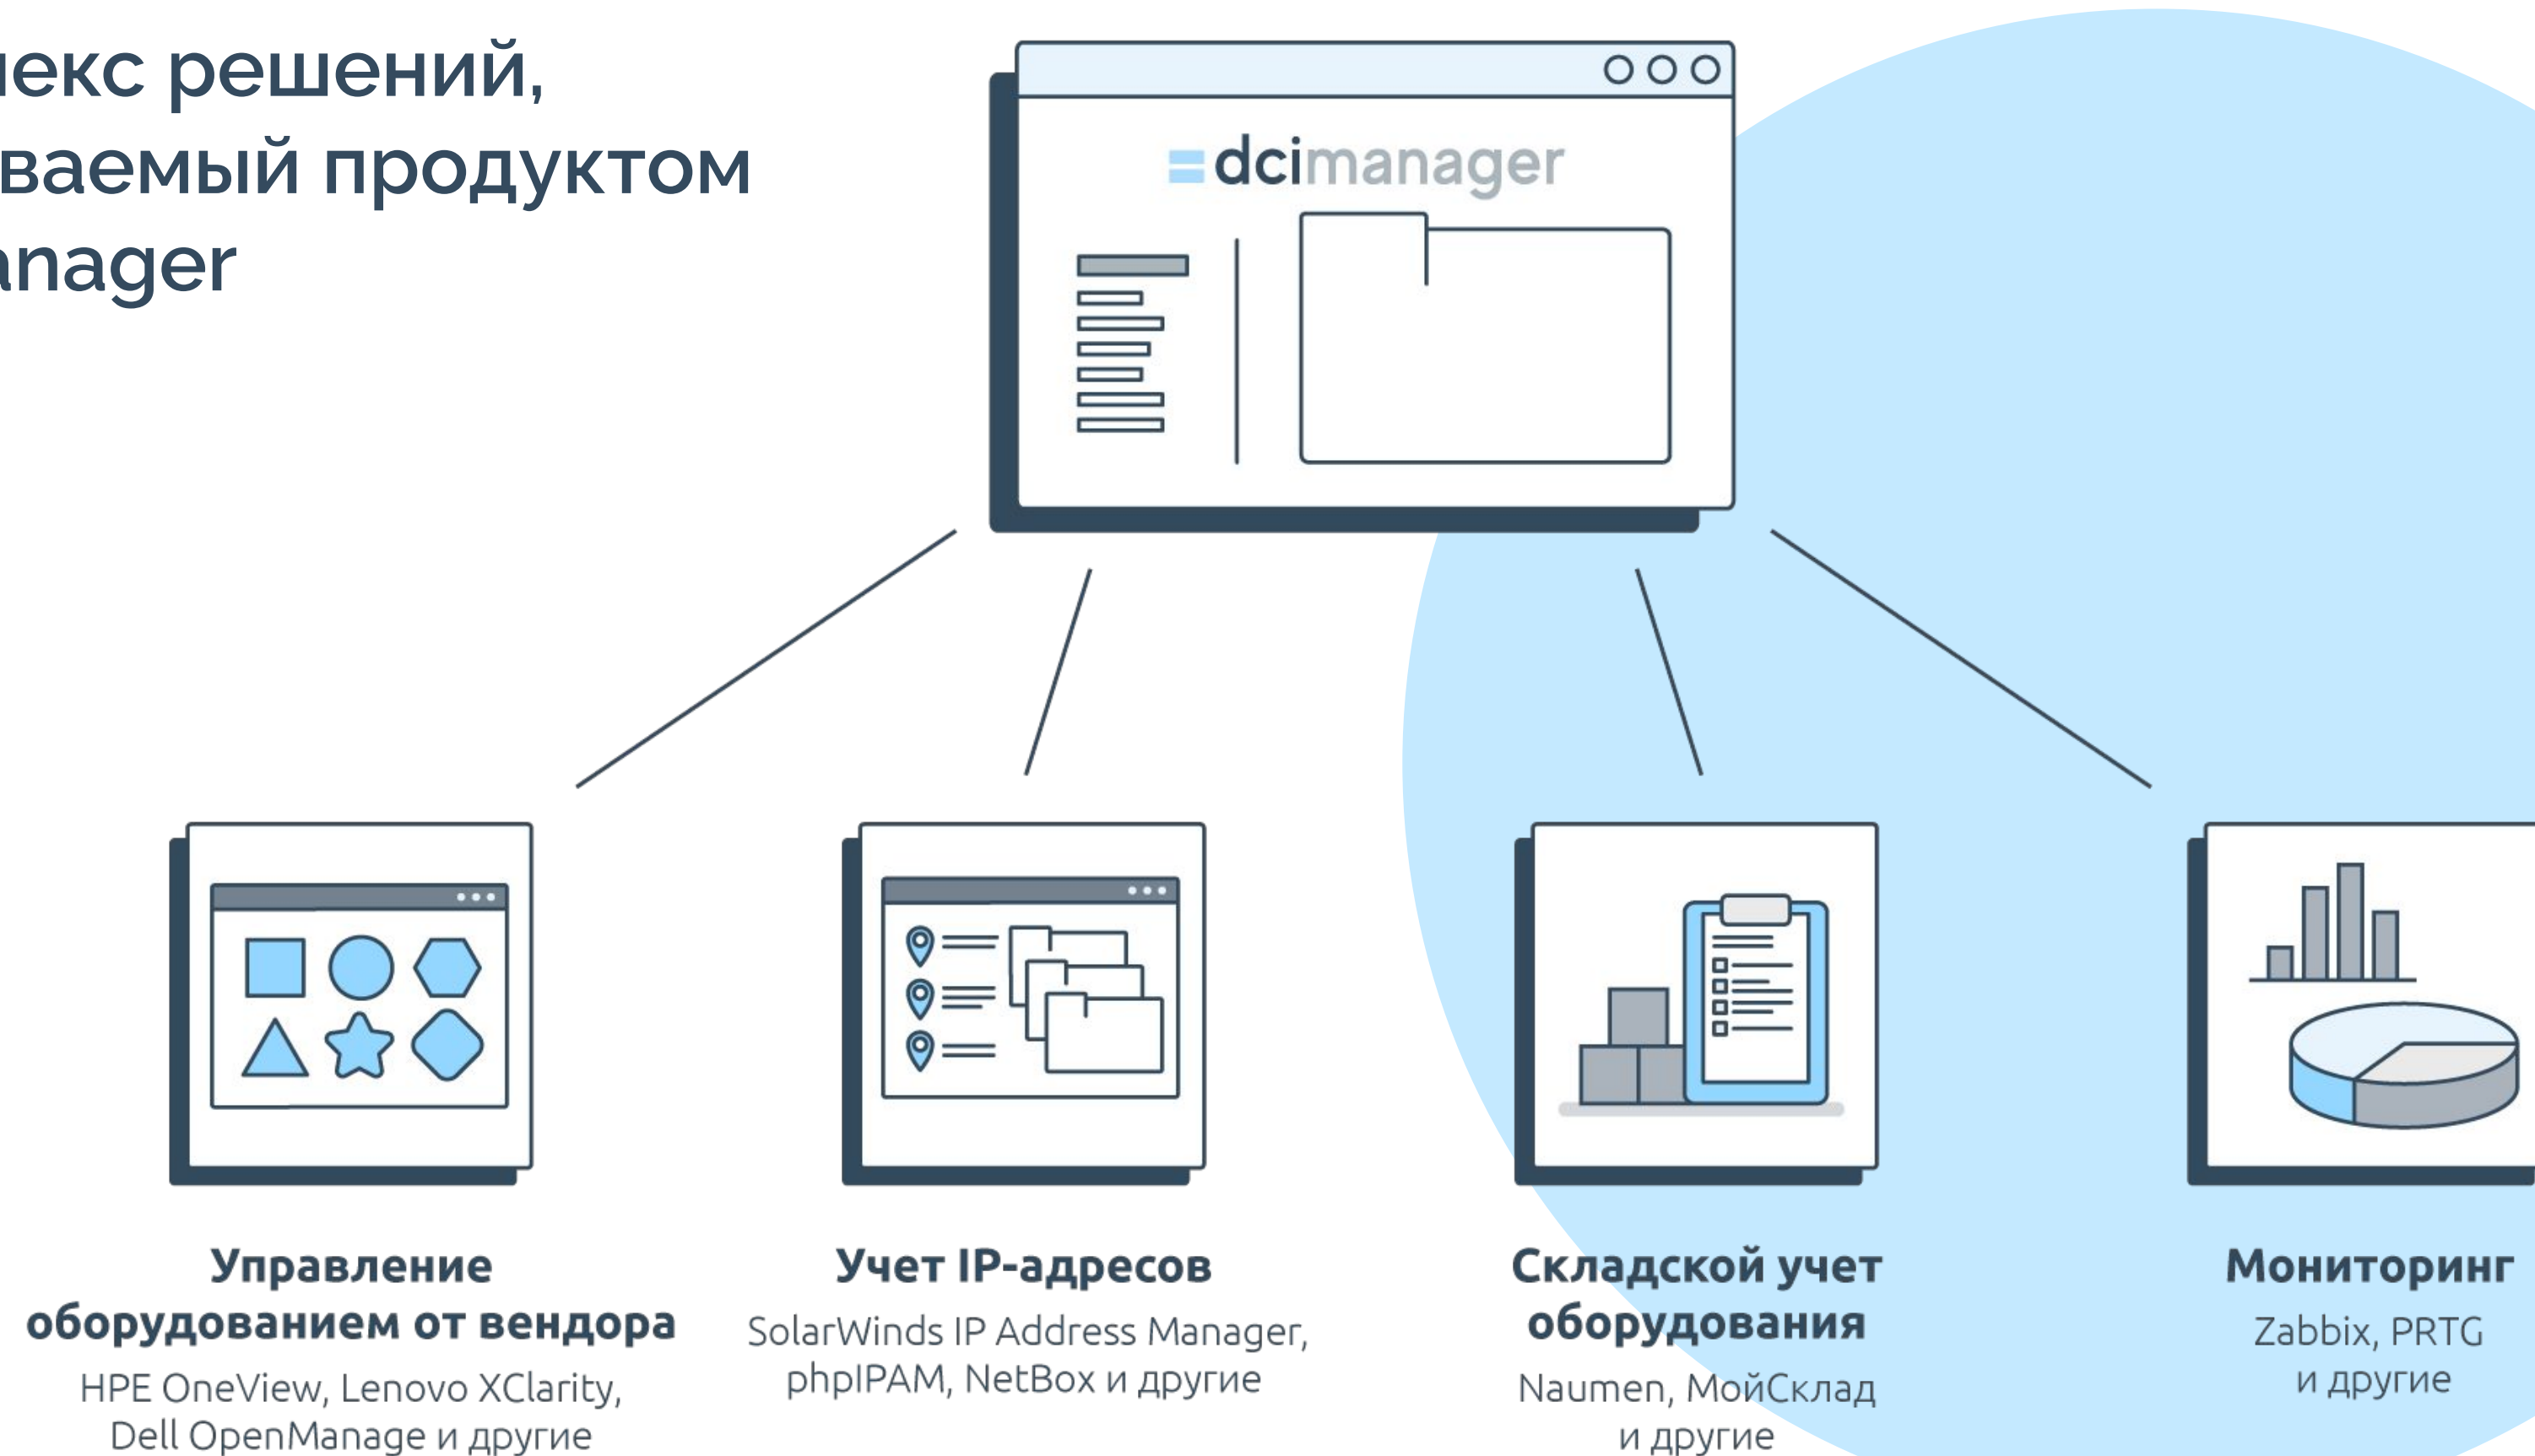 лекс решений,
ваемый продуктом
anager
dcimanager
Управление
оборудованием от вендора
HPE OneView, Lenovo XClarity,
Dell OpenManage и другие
Учет IP-адресов
SolarWinds IP Address Manager,
phpIPAM, NetBox и другие
Складской учет
оборудования
Naumen, МойСклад
и другие
Мониторинг
Zabbix, PRTG
и другие